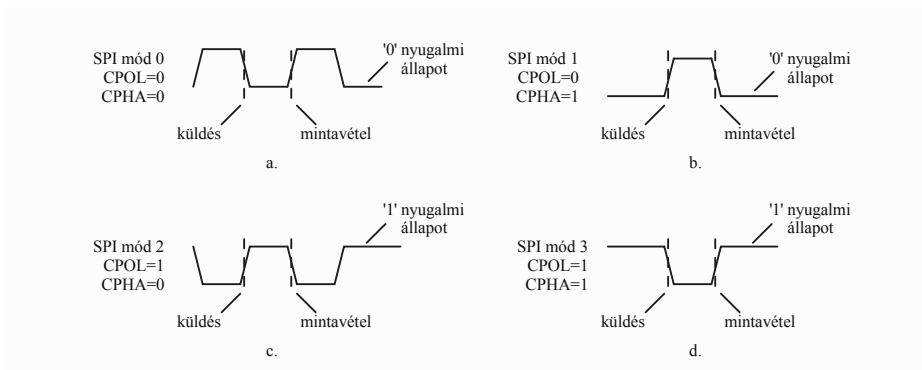 SPI mód 0
CPOL=0
CPHA=0
'0' nyugalmi
állapot
küldés
mintavétel
a.
SPI mód 1
CPOL=0
CPHA=1
'0' nyugalmi
állapot
küldés
mintavétel
b.
SPI mód 2
CPOL=1
CPHA=0
'1' nyugalmi
állapot
küldés
mintavétel
c.
SPI mód 3
CPOL=1
CPHA=1
'1' nyugalmi
állapot
küldés
mintavétel
d.